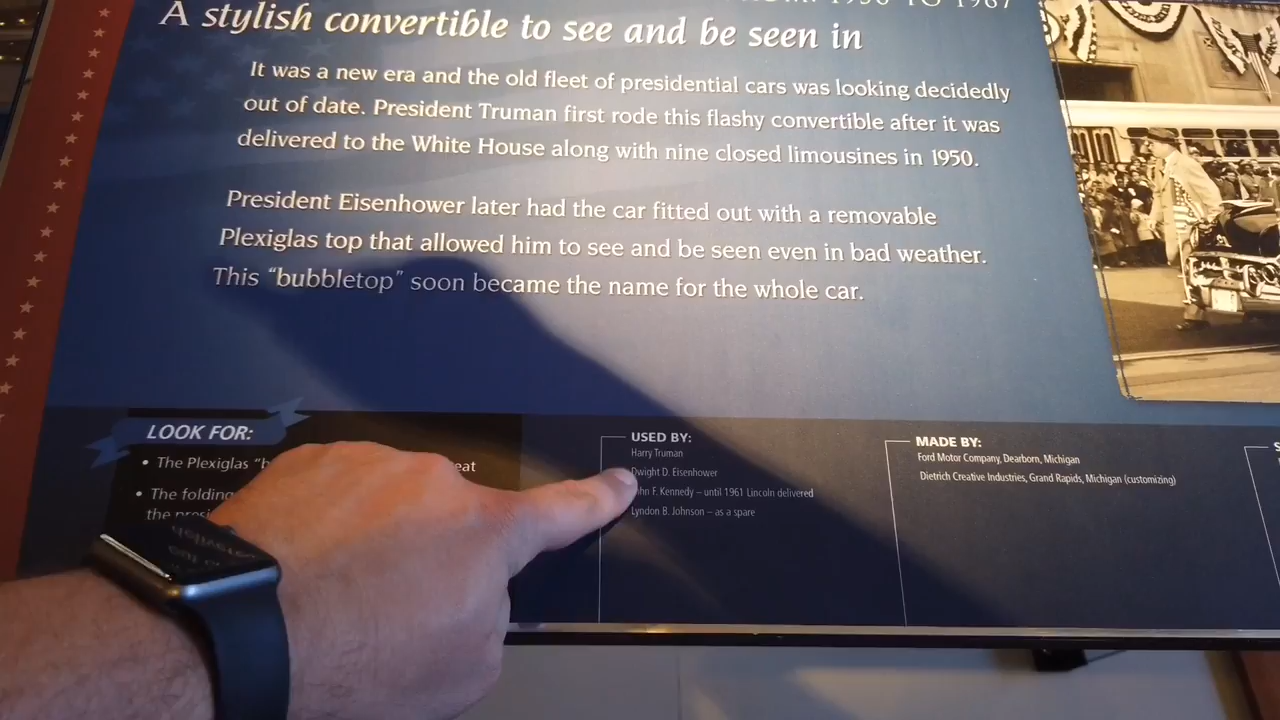 1950 TO 1967
A stylish convertible to see and be seen in
It was a new era and the old fleet of presidential cars was looking decidedly
out of date. President Truman first rode this flashy convertible after it was
delivered to the White House along with nine closed limousines in 1950.
President Eisenhower later had the car fitted out with a removable
Plexiglas top that allowed him to see and be seen even in bad weather.
This “bubbletop” soon became the name for the whole car.
LOOK FOR:
• The Plexiglas
• The folding
the
USED BY:
Harry Truman
Dwight D. Eisenhower
F. Kennedy – until 1961 Lincoln delivered
Lyndon B. Johnson – as a spare
MADE BY:
Ford Motor Company, Dearborn, Michigan
Dietrich Creative Industries, Grand Rapids, Michigan (customizing)